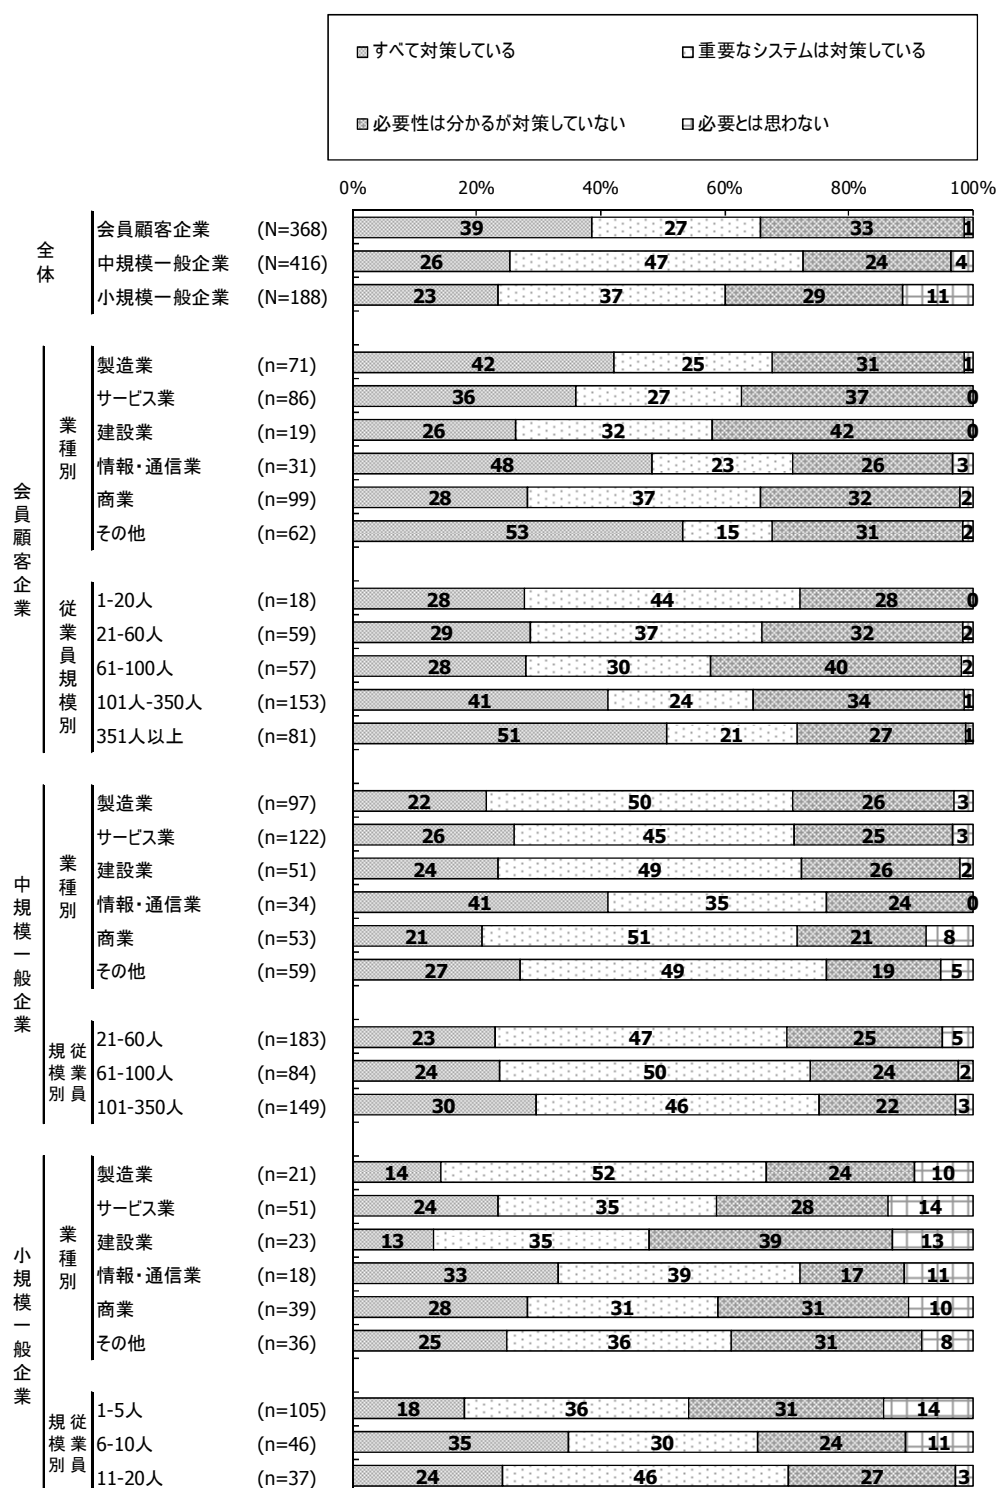 すべて対策している 重要なシステムは対策している
必要性は分かるが対策していない 必要とは思わない
0% 20% 40% 60% 80% 100%
全体
会員顧客企業 (N=368) 39 27 33 1
中規模一般企業 (N=416) 26 47 24 4
小規模一般企業 (N=188) 23 37 29 11
会員顧客企業
業種別
製造業 (n=71) 42 25 31 1
サービス業 (n=86) 36 27 37 0
建設業 (n=19) 26 32 42 0
情報・通信業 (n=31) 48 23 26 3
商業 (n=99) 28 37 32 2
その他 (n=62) 53 15 31 2
従業員規模別
1-20人 (n=18) 28 44 28 0
21-60人 (n=59) 29 37 32 2
61-100人 (n=57) 28 30 40 2
101人-350人 (n=153) 41 24 34 1
351人以上 (n=81) 51 21 27 1
中規模一般企業
業種別
製造業 (n=97) 22 50 26 3
サービス業 (n=122) 26 45 25 3
建設業 (n=51) 24 49 26 2
情報・通信業 (n=34) 41 35 24 0
商業 (n=53) 21 51 21 8
その他 (n=59) 27 49 19 5
従業員規模別
21-60人 (n=183) 23 47 25 5
61-100人 (n=84) 24 50 24 2
101-350人 (n=149) 30 46 22 3
小規模一般企業
業種別
製造業 (n=21) 14 52 24 10
サービス業 (n=51) 24 35 28 14
建設業 (n=23) 13 35 39 13
情報・通信業 (n=18) 33 39 17 11
商業 (n=39) 28 31 31 10
その他 (n=36) 25 36 31 8
従業員規模別
1-5人 (n=105) 18 36 31 14
6-10人 (n=46) 35 30 24 11
11-20人 (n=37) 24 46 27 3